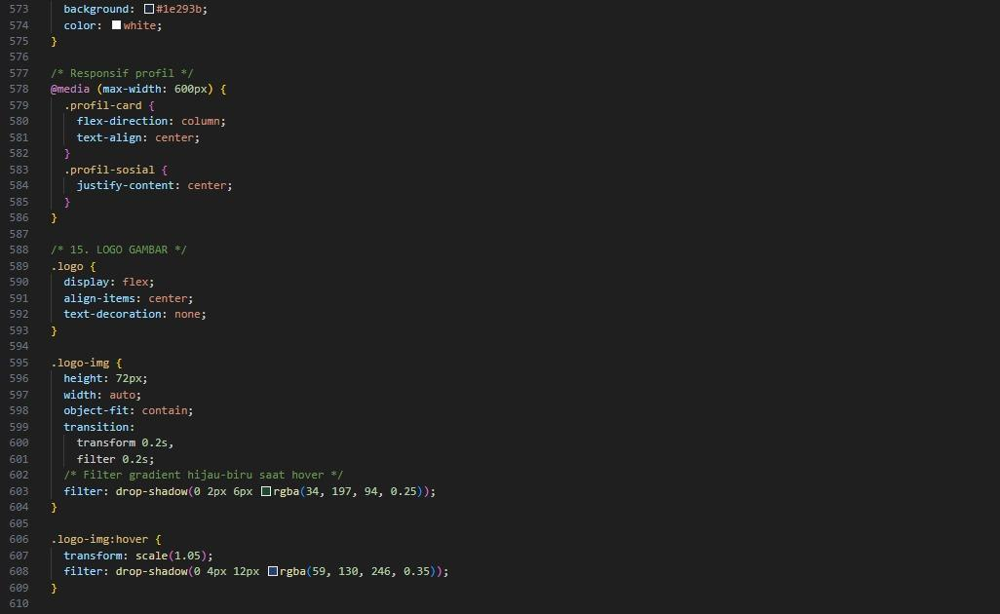 573 background: #1e293b;
574 color: white;
575 }
576
577 /* Responsif profil */
578 @media (max-width: 600px) {
579 .profil-card {
580 flex-direction: column;
581 text-align: center;
582 }
583 .profil-sosial {
584 justify-content: center;
585 }
586 }
587
588 /* 15. LOGO GAMBAR */
589 .logo {
590 display: flex;
591 align-items: center;
592 text-decoration: none;
593 }
594
595 .logo-img {
596 height: 72px;
597 width: auto;
598 object-fit: contain;
599 transition:
600 transform 0.2s,
601 filter 0.2s;
602 /* Filter gradient hijau-biru saat hover */
603 filter: drop-shadow(0 2px 6px rgba(34, 197, 94, 0.25));
604 }
605
606 .logo-img:hover {
607 transform: scale(1.05);
608 filter: drop-shadow(0 4px 12px rgba(59, 130, 246, 0.35));
609 }
610